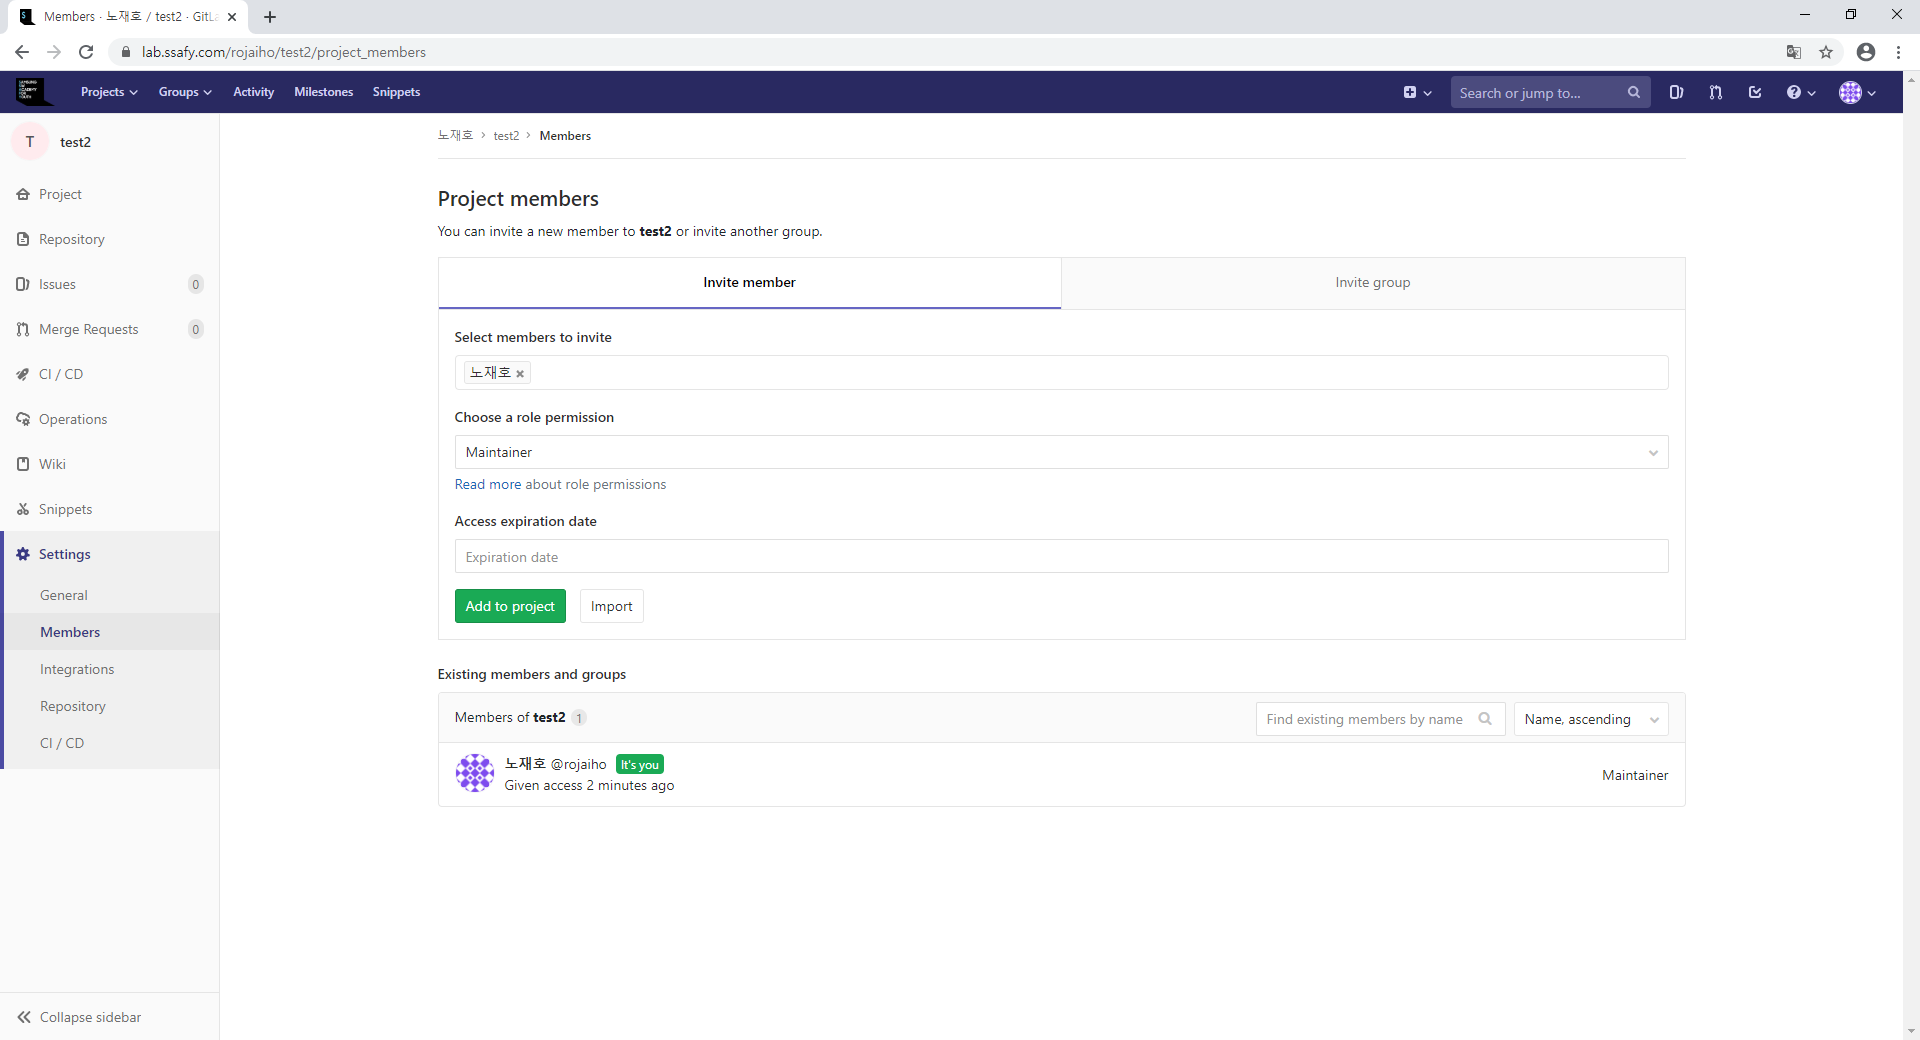 Members · 노재호 / test2 · GitLa
lab.ssafy.com/rojaiho/test2/project_members
SAMSUNG
SW
ACADEMY
FOR
YOUTH
Projects Groups Activity Milestones Snippets
Search or jump to...
T test2
Project
Repository
Issues 0
Merge Requests 0
CI / CD
Operations
Wiki
Snippets
Settings
General
Members
Integrations
Repository
CI / CD
Collapse sidebar
노재호 › test2 › Members
Project members
You can invite a new member to test2 or invite another group.
Invite member Invite group
Select members to invite
노재호
Choose a role permission
Maintainer
Read more about role permissions
Access expiration date
Expiration date
Add to project Import
Existing members and groups
Members of test2 1 Find existing members by name Name, ascending
노재호 @rojaiho It's you
Given access 2 minutes ago
Maintainer